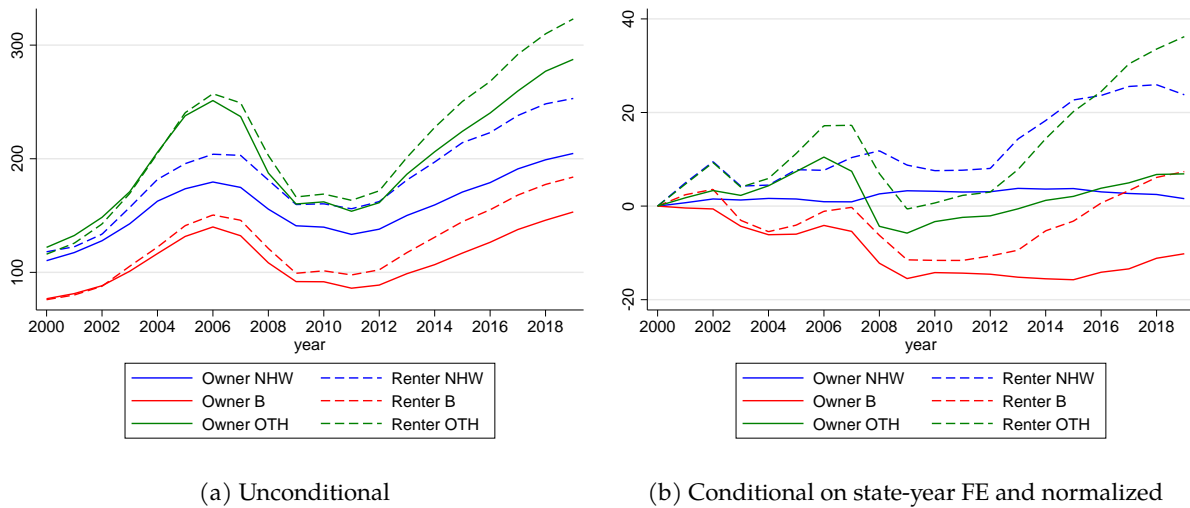 300
200
100
2000 2002 2004 2006 2008 2010 2012 2014 2016 2018
year
Owner NHW Renter NHW
Owner B Renter B
Owner OTH Renter OTH
(a) Unconditional
40
20
0
-20
2000 2002 2004 2006 2008 2010 2012 2014 2016 2018
year
Owner NHW Renter NHW
Owner B Renter B
Owner OTH Renter OTH
(b) Conditional on state-year FE and normalized